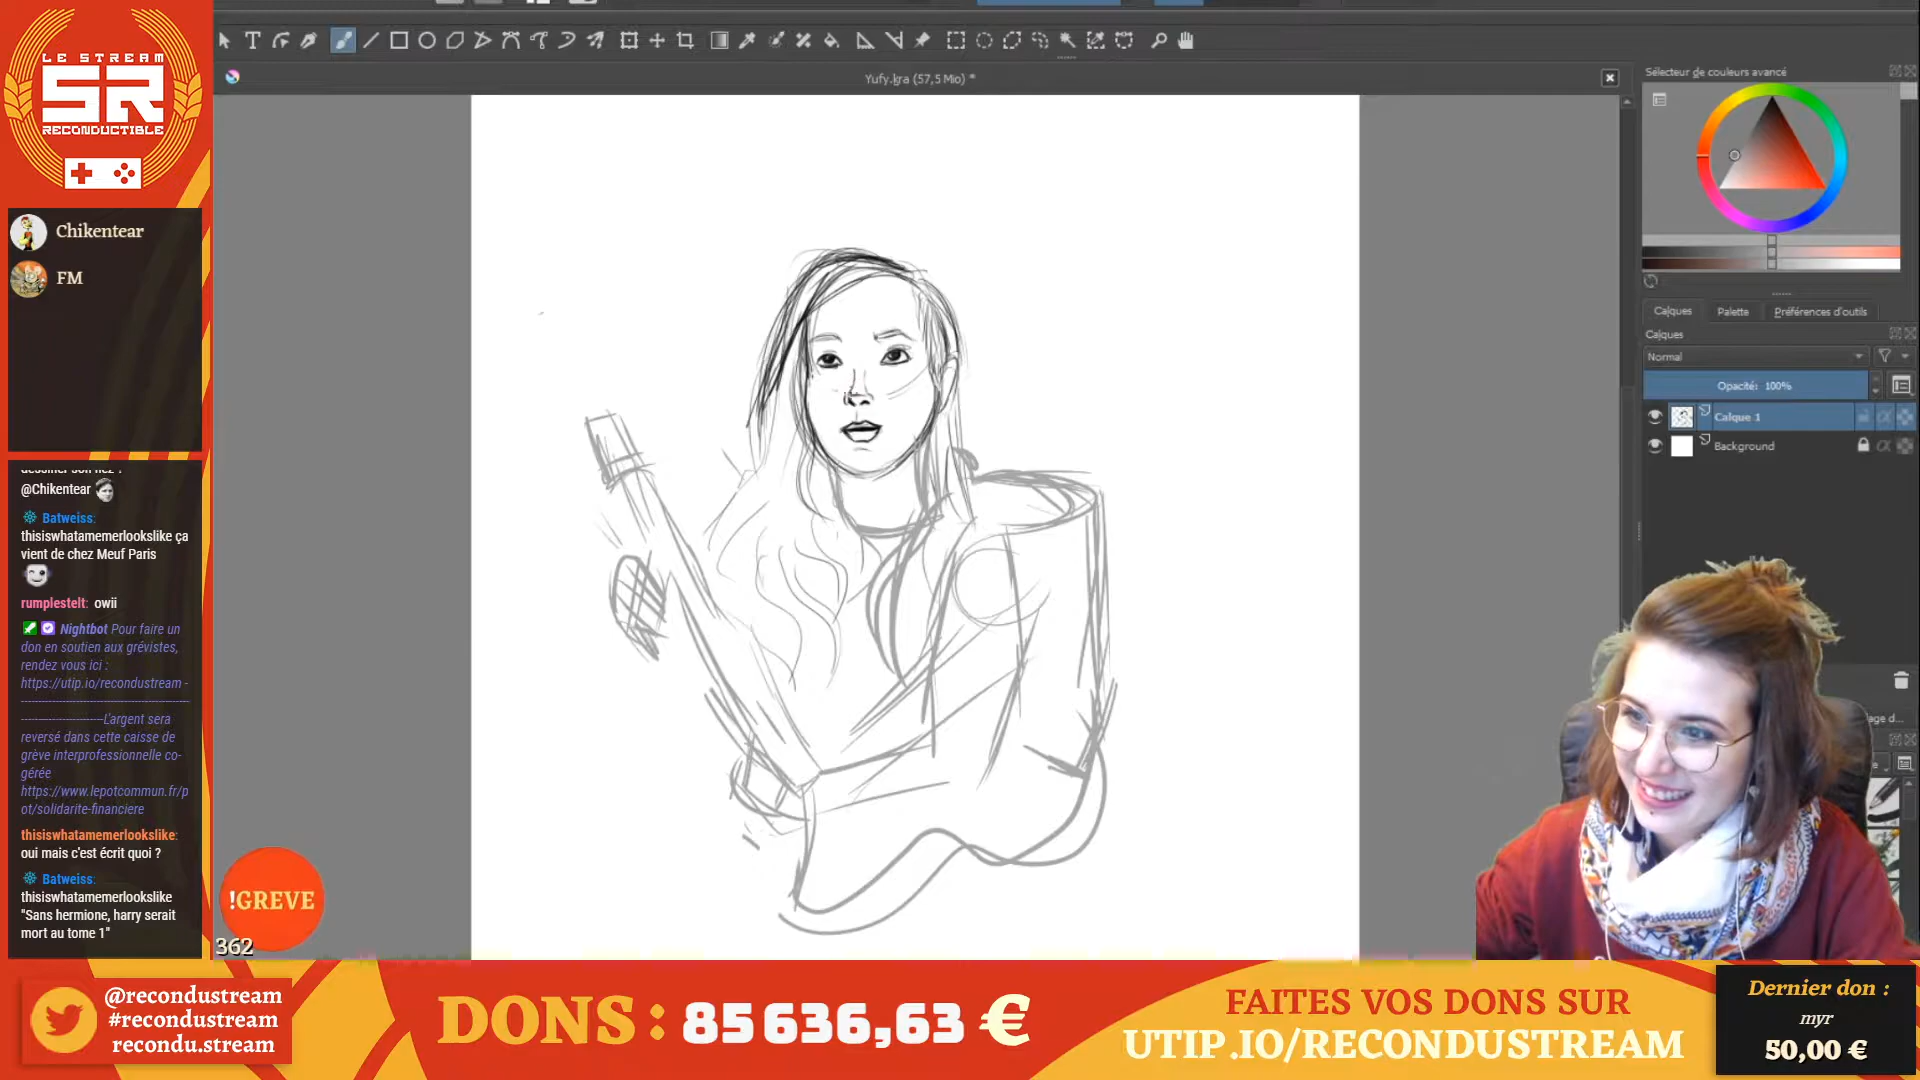 LE STREAM
SR
RECONDUCTIBLE
Chikentear
FM
@Chikentear
Batweiss:
thisiswhatamemerlookslike ça
vient de chez Meuf Paris
rumplestelt: owii
Nightbot Pour faire un
don en soutien aux grévistes,
rendez vous ici :
https://utip.io/recondustream -
----------------------------------------
--------------------L'argent sera
reversé dans cette caisse de
grève interprofessionnelle co-
gérée
https://www.lepotcommun.fr/p
ot/solidarite-financiere
thisiswhatamemerlookslike:
oui mais c'est écrit quoi ?
Batweiss:
thisiswhatamemerlookslike
"Sans hermione, harry serait
mort au tome 1"
!GREVE
362
Yufy.kra (57,5 Mio) *
Sélecteur de couleurs avancé
Calques
Palette
Préférences d'outils
Calques
Normal
Opacité: 100%
Calque 1
Background
age d...
@recondustream
#recondustream
recondu.stream
DONS : 85 636,63 €
FAITES VOS DONS SUR
UTIP.IO/RECONDUSTREAM
Dernier don :
myr
50,00 €